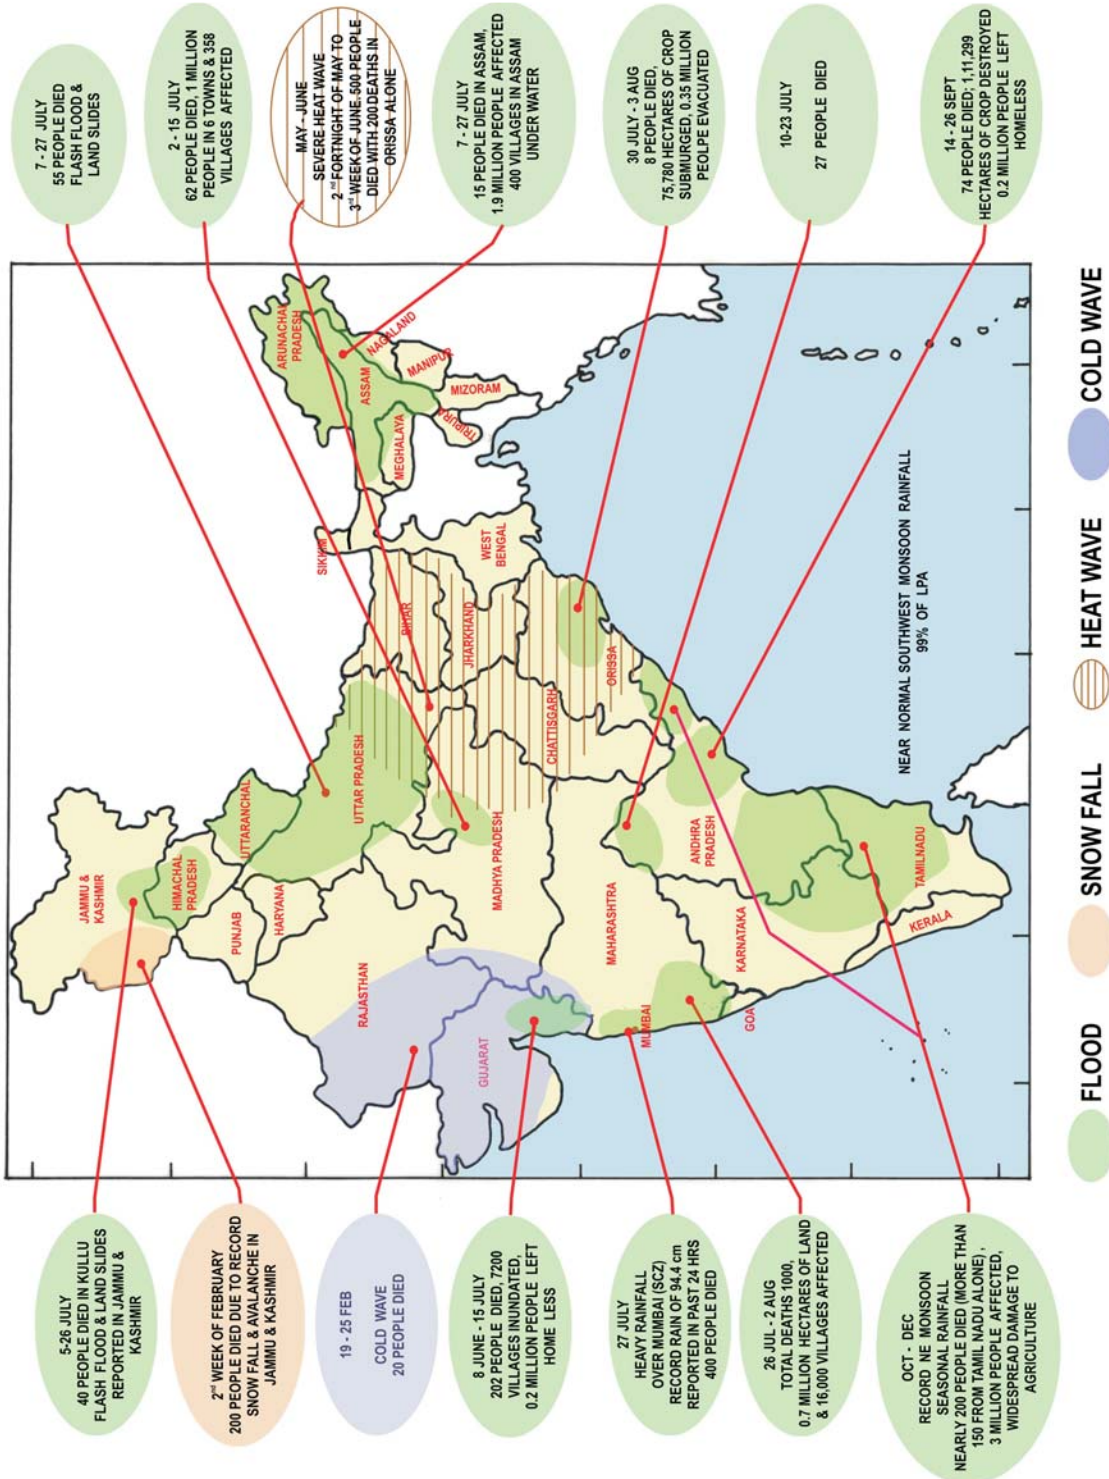 5-26 JULY
40 PEOPLE DIED IN KULLU
FLASH FLOOD & LAND SLIDES
REPORTED IN JAMMU &
KASHMIR
2nd WEEK OF FEBRUARY
200 PEOPLE DIED DUE TO RECORD
SNOW FALL & AVALANCHE IN
JAMMU & KASHMIR
19 - 25 FEB
COLD WAVE
20 PEOPLE DIED
8 JUNE -15 JULY
202 PEOPLE DIED, 7200
VILLAGES INUNDATED,
0.2 MILLION PEOPLE LEFT
HOME LESS
27 JULY
HEAVY RAINFALL
OVER MUMBAI (SCZ)
RECORD RAIN OF 94.4 cm
REPORTED IN PAST 24 HRS
400 PEOPLE DIED
26 JUL - 2 AUG
TOTAL DEATHS 1000,
0.7 MILLION HECTARES OF LAND
& 16,000 VILLAGES AFFECTED
OCT - DEC
RECORD NE MONSOON
SEASONAL RAINFALL
NEARLY 200 PEOPLE DIED (MORE THAN
150 FROM TAMIL NADU ALONE) ,
3 MILLION PEOPLE AFFECTED,
WIDESPREAD DAMAGE TO
AGRICULTURE
JAMMU &
KASHMIR
HIMACHAL
PRADESH
PUNJAB
HARYANA
UTTARANCHAL
UTTAR PRADESH
RAJASTHAN
GUJARAT
MADHYA PRADESH
BIHAR
JHARKHAND
CHATTISGARH
ORISSA
WEST
BENGAL
SIKKIM
ARUNACHAL
PRADESH
ASSAM
NAGALAND
MEGHALAYA
MANIPUR
MIZORAM
TRIPURA
MAHARASHTRA
MUMBAI
ANDHRA
PRADESH
KARNATAKA
GOA
TAMILNADU
KERALA
NEAR NORMAL SOUTHWEST MONSOON RAINFALL
99% OF LPA
7 - 27 JULY
55 PEOPLE DIED
FLASH FLOOD &
LAND SLIDES
2 - 15 JULY
62 PEOPLE DIED, 1 MILLION
PEOPLE IN 6 TOWNS & 358
VILLAGES AFFECTED
MAY - JUNE
SEVERE HEAT WAVE
2 nd FORTNIGHT OF MAY TO
3rd WEEK OF JUNE. 500 PEOPLE
DIED WITH 200DEATHS IN
ORISSA ALONE
7 - 27 JULY
15 PEOPLE DIED IN ASSAM,
1.9 MILLION PEOPLE AFFECTED
400 VILLAGES IN ASSAM
UNDER WATER
30 JULY - 3 AUG
8 PEOPLE DIED,
75,780 HECTARES OF CROP
SUBMURGED, 0.35 MILLION
PEOLPE EVACUATED
10-23 JULY
27 PEOPLE DIED
14 - 26 SEPT
74 PEOPLE DIED; 1,11,299
HECTARES OF CROP DESTROYED
0.2 MILLION PEOPLE LEFT
HOMELESS
FLOOD
SNOW FALL
HEAT WAVE
COLD WAVE